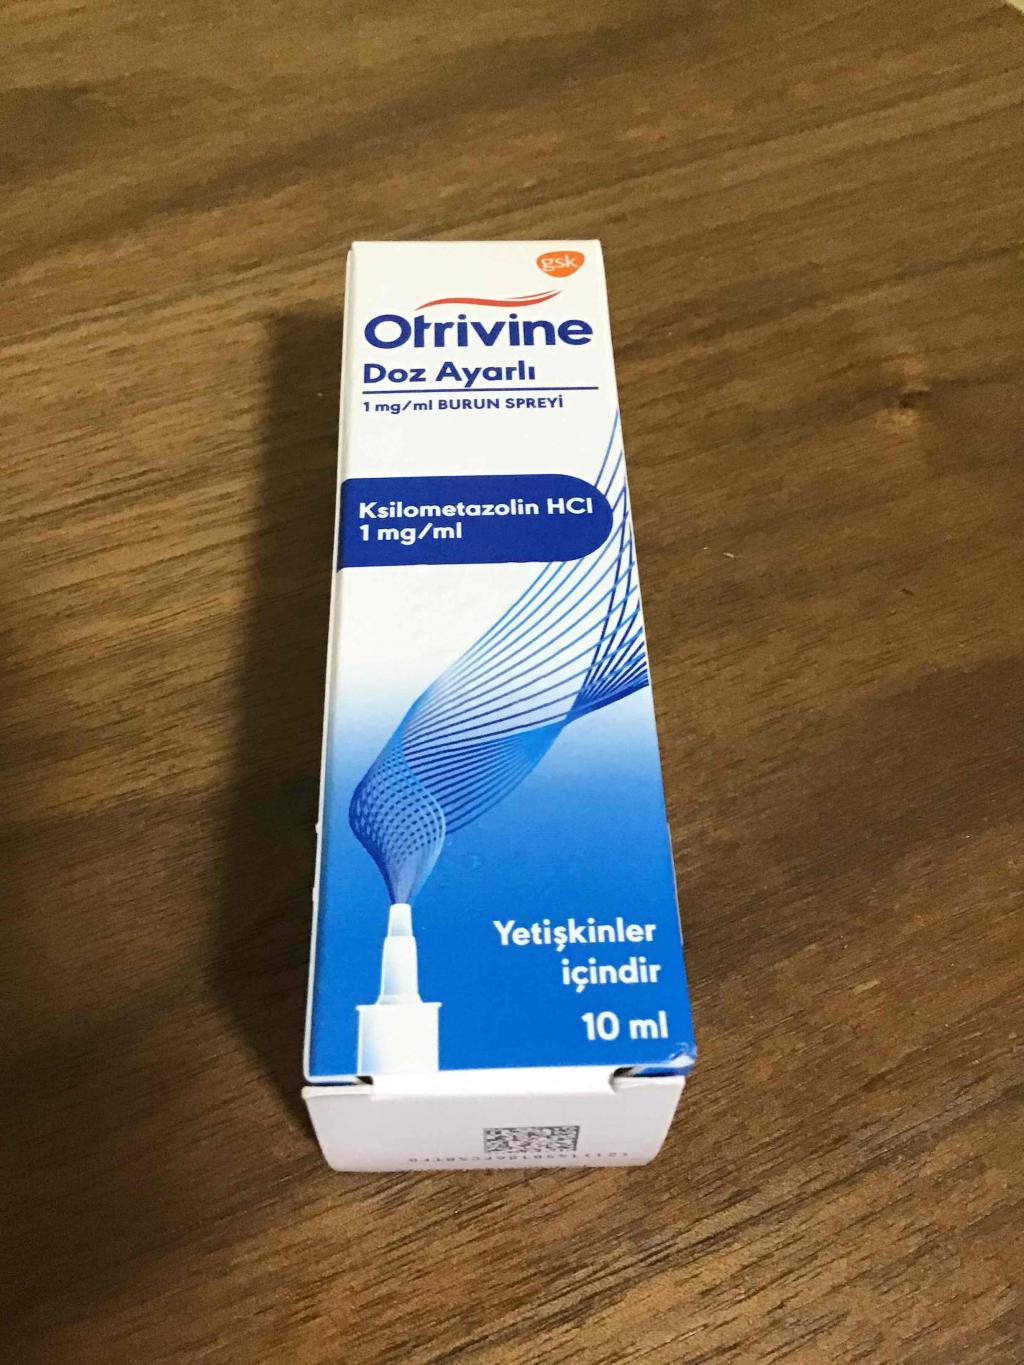 gsk
Otrivine
Doz Ayarlı
1 mg/ml BURUN SPREYİ
Ksilometazolin HCl
1 mg/ml
Yetişkinler
içindir
10 ml